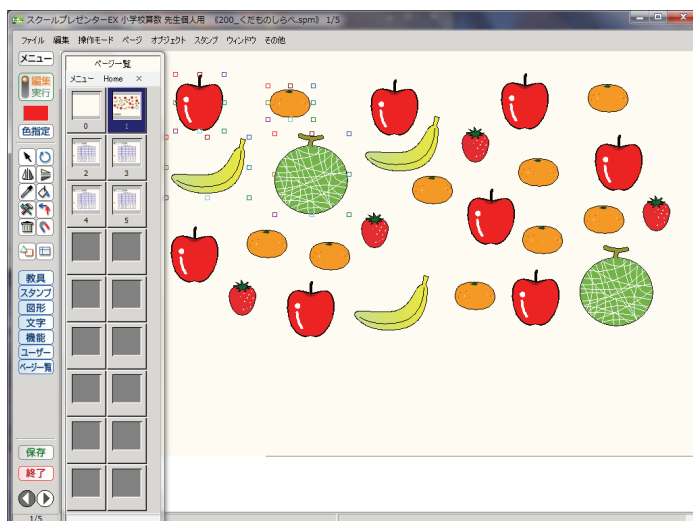 スクールプレゼンターEX 小学校算数 先生個人用 《200_くだものしらべ.spm》 1/5
ファイル 編集 操作モード ページ オブジェクト スタンプ ウィンドウ その他
メニュー
編集
実行
色指定
教具
スタンプ
図形
文字
機能
ユーザー
ページ一覧
保存
終了
1/5
ページ一覧
メニュー Home ×
0 1
2 3
4 5